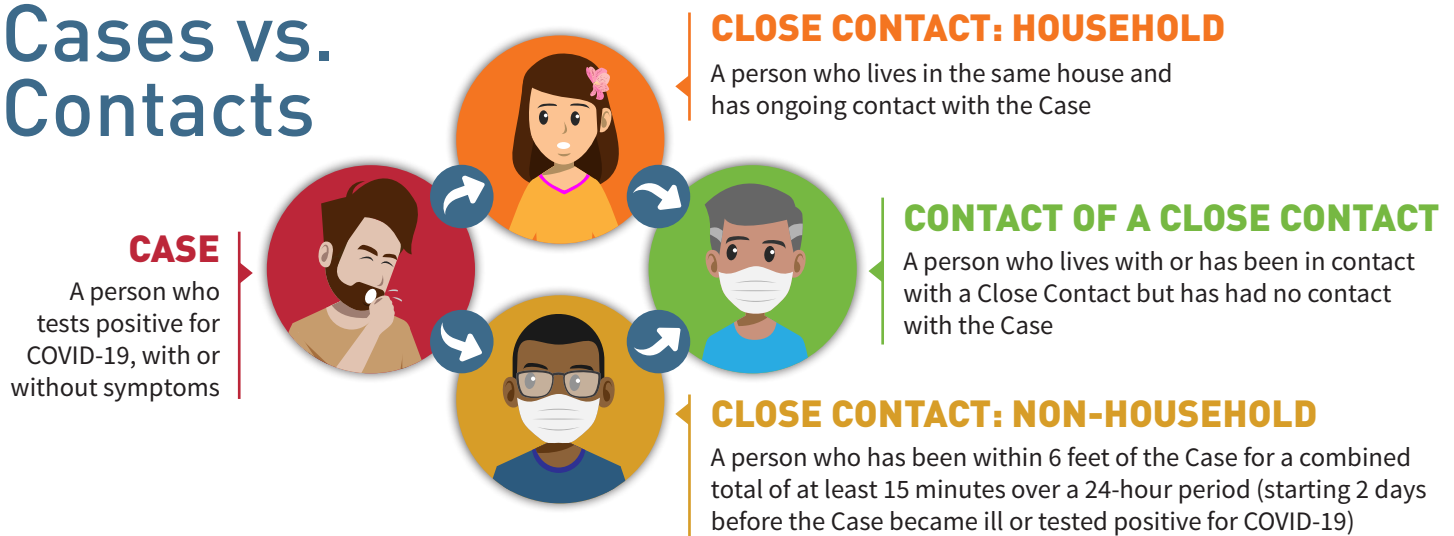 Cases vs.
Contacts
CASE
A person who
tests positive for
COVID-19, with or
without symptoms
CLOSE CONTACT: HOUSEHOLD
A person who lives in the same house and
has ongoing contact with the Case
CONTACT OF A CLOSE CONTACT
A person who lives with or has been in contact
with a Close Contact but has had no contact
with the Case
CLOSE CONTACT: NON-HOUSEHOLD
A person who has been within 6 feet of the Case for a combined
total of at least 15 minutes over a 24-hour period (starting 2 days
before the Case became ill or tested positive for COVID-19)